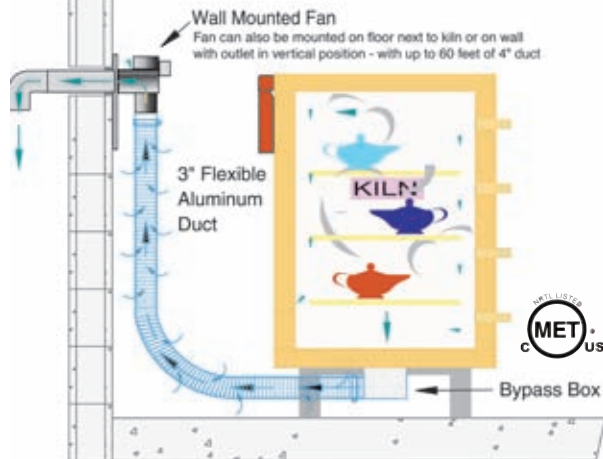 Wall Mounted Fan
Fan can also be mounted on floor next to kiln or on wall
with outlet in vertical position - with up to 60 feet of 4" duct
3" Flexible
Aluminum
Duct
KILN
NRTL LISTED
MET
C US
Bypass Box